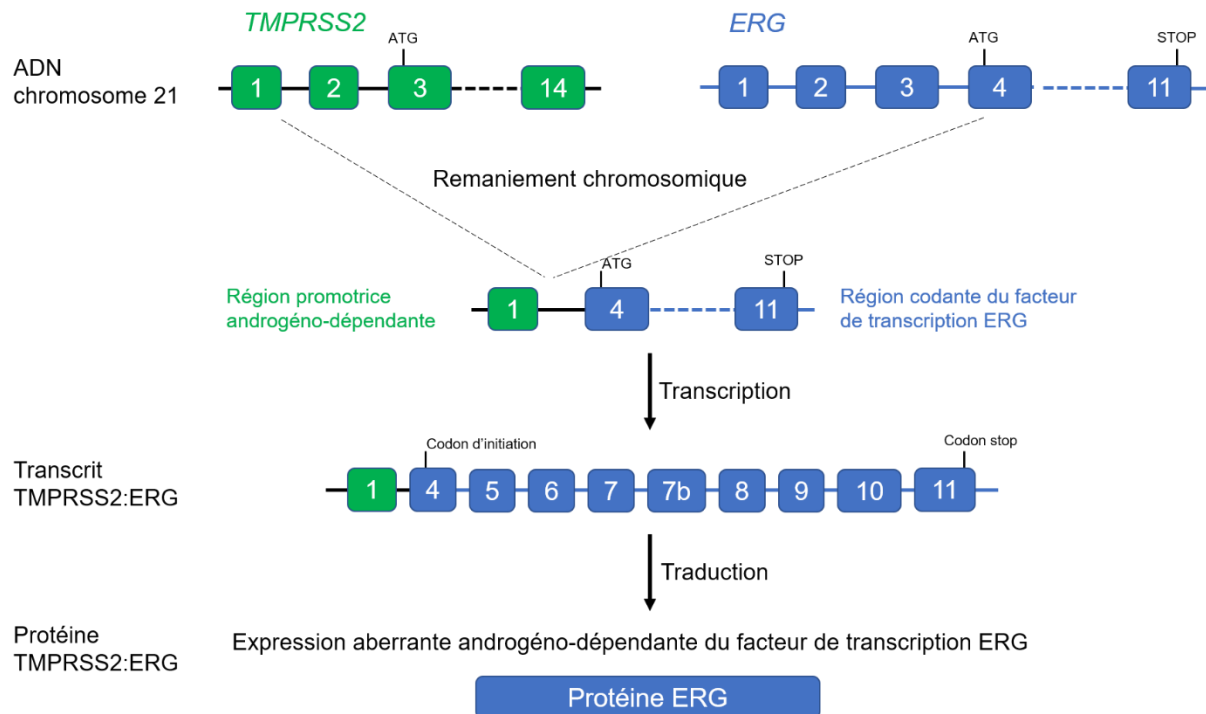 TMPRSS2
ERG
ATG
ATG
STOP
ADN
chromosome 21
1 2 3 14
1 2 3 4 11
Remaniement chromosomique
ATG
STOP
Région promotrice
androgéno-dépendante
1 4 11
Région codante du facteur
de transcription ERG
Transcription
Codon d'initiation
Codon stop
Transcrit
TMPRSS2:ERG
1 4 5 6 7 7b 8 9 10 11
Traduction
Protéine
TMPRSS2:ERG
Expression aberrante androgéno-dépendante du facteur de transcription ERG
Protéine ERG